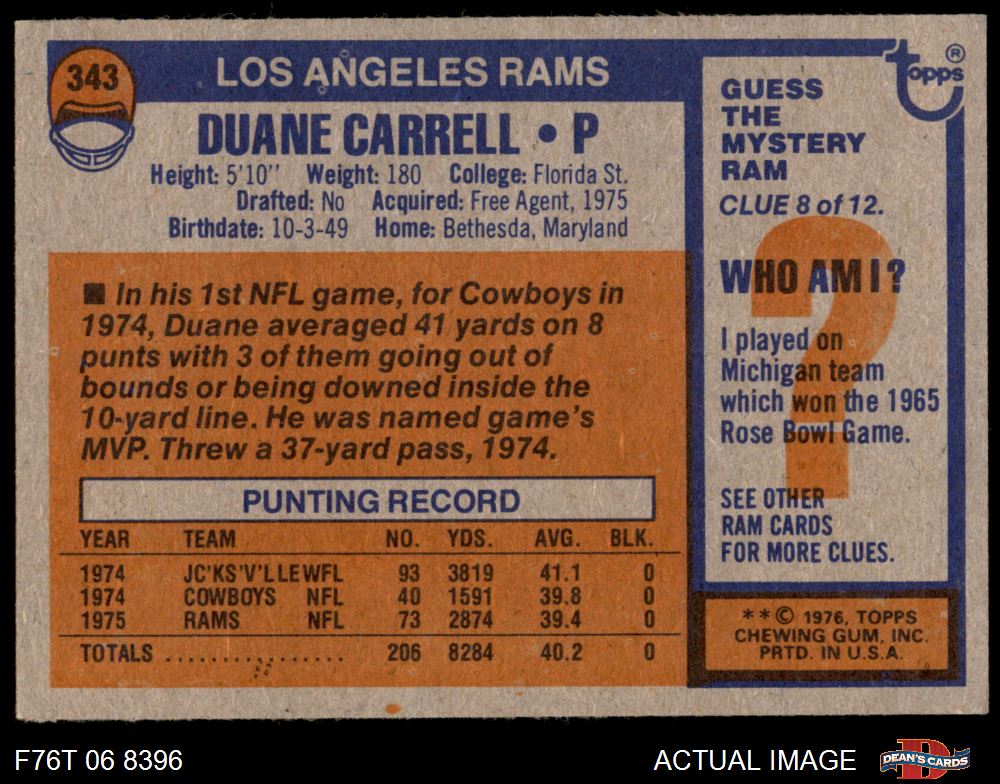 343
LOS ANGELES RAMS
DUANE CARRELL • P
Height: 5'10'' Weight: 180 College: Florida St.
Drafted: No Acquired: Free Agent, 1975
Birthdate: 10-3-49 Home: Bethesda, Maryland
■ In his 1st NFL game, for Cowboys in
1974, Duane averaged 41 yards on 8
punts with 3 of them going out of
bounds or being downed inside the
10-yard line. He was named game's
MVP. Threw a 37-yard pass, 1974.
PUNTING RECORD
YEAR TEAM NO. YDS. AVG. BLK.
1974 JC'KS'V'LLEWFL 93 3819 41.1 0
1974 COWBOYS NFL 40 1591 39.8 0
1975 RAMS NFL 73 2874 39.4 0
TOTALS ................ 206 8284 40.2 0
Topps ®
GUESS
THE
MYSTERY
RAM
CLUE 8 of 12.
WHO AM I?
I played on
Michigan team
which won the 1965
Rose Bowl Game.
SEE OTHER
RAM CARDS
FOR MORE CLUES.
**© 1976, TOPPS
CHEWING GUM, INC.
PRTD. IN U.S.A.
F76T 06 8396
ACTUAL IMAGE
DEAN'S CARDS